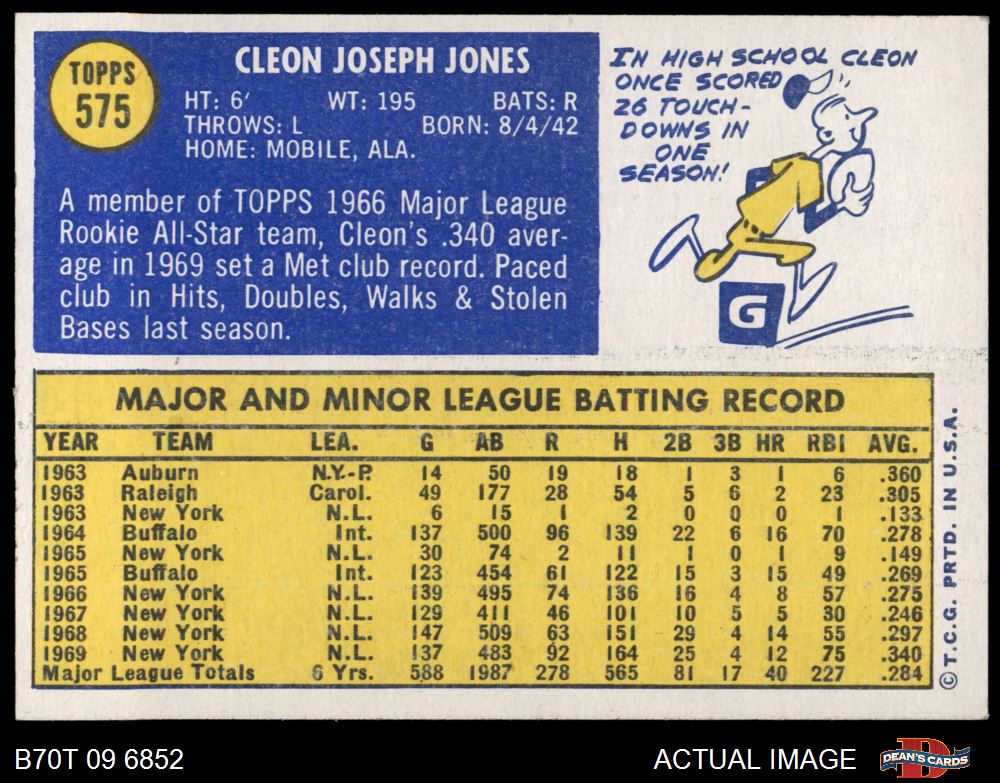 TOPPS
575
CLEON JOSEPH JONES
HT: 6' WT: 195 BATS: R
THROWS: L BORN: 8/4/42
HOME: MOBILE, ALA.
A member of TOPPS 1966 Major League
Rookie All-Star team, Cleon's .340 aver-
age in 1969 set a Met club record. Paced
club in Hits, Doubles, Walks & Stolen
Bases last season.
IN HIGH SCHOOL CLEON
ONCE SCORED
26 TOUCH-
DOWNS IN
ONE
SEASON!
G
MAJOR AND MINOR LEAGUE BATTING RECORD
YEAR TEAM LEA. G AB R H 2B 3B HR RBI AVG.
1963 Auburn N.Y.-P. 14 50 19 18 1 3 1 6 .360
1963 Raleigh Carol. 49 177 28 54 5 6 2 23 .305
1963 New York N.L. 6 15 1 2 0 0 0 1 .133
1964 Buffalo Int. 137 500 96 139 22 6 16 70 .278
1965 New York N.L. 30 74 2 11 1 0 1 9 .149
1965 Buffalo Int. 123 454 61 122 15 3 15 49 .269
1966 New York N.L. 139 495 74 136 16 4 8 57 .275
1967 New York N.L. 129 411 46 101 10 5 5 30 .246
1968 New York N.L. 147 509 63 151 29 4 14 55 .297
1969 New York N.L. 137 483 92 164 25 4 12 75 .340
Major League Totals 6 Yrs. 588 1987 278 565 81 17 40 227 .284
© T.C.G. PRTD. IN U.S.A.
B70T 09 6852
ACTUAL IMAGE
D
DEAN'S CARDS